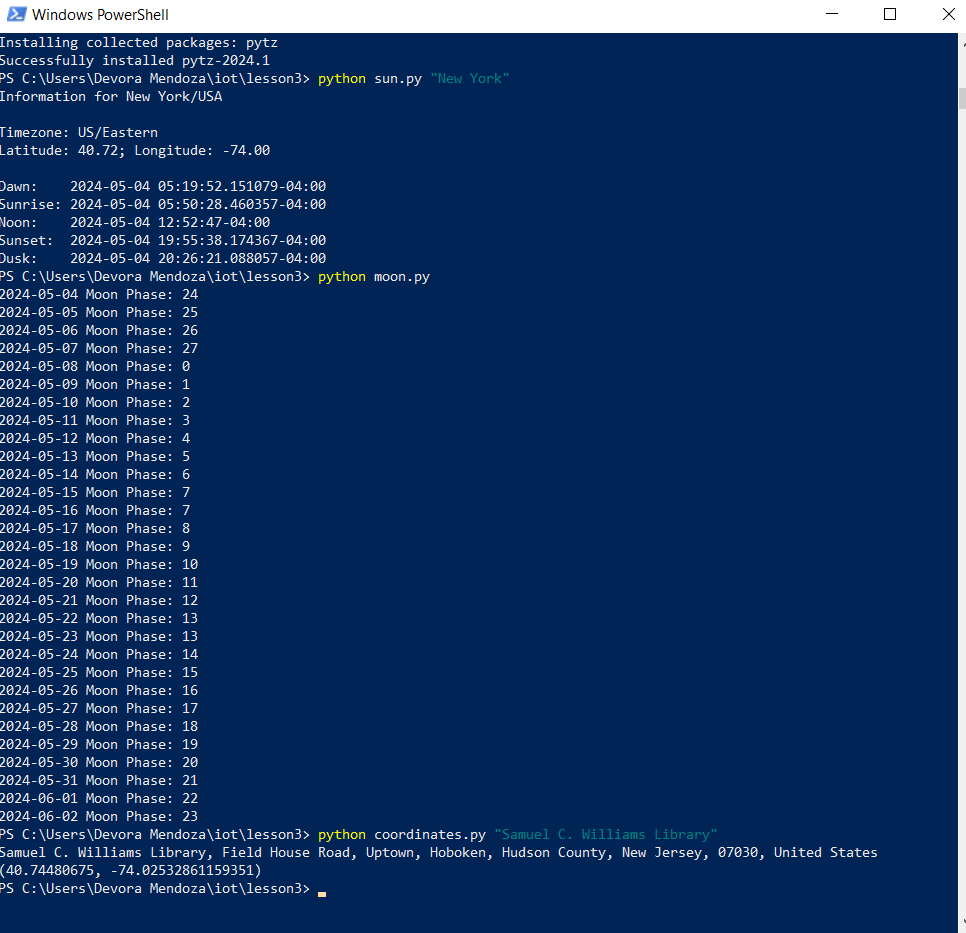 Windows PowerShell
Installing collected packages: pytz
Successfully installed pytz-2024.1
PS C:\Users\Devora Mendoza\iot\lesson3> python sun.py "New York"
Information for New York/USA
Timezone: US/Eastern
Latitude: 40.72; Longitude: -74.00
Dawn:    2024-05-04 05:19:52.151079-04:00
Sunrise: 2024-05-04 05:50:28.460357-04:00
Noon:    2024-05-04 12:52:47-04:00
Sunset:  2024-05-04 19:55:38.174367-04:00
Dusk:    2024-05-04 20:26:21.088057-04:00
PS C:\Users\Devora Mendoza\iot\lesson3> python moon.py
2024-05-04 Moon Phase: 24
2024-05-05 Moon Phase: 25
2024-05-06 Moon Phase: 26
2024-05-07 Moon Phase: 27
2024-05-08 Moon Phase: 0
2024-05-09 Moon Phase: 1
2024-05-10 Moon Phase: 2
2024-05-11 Moon Phase: 3
2024-05-12 Moon Phase: 4
2024-05-13 Moon Phase: 5
2024-05-14 Moon Phase: 6
2024-05-15 Moon Phase: 7
2024-05-16 Moon Phase: 7
2024-05-17 Moon Phase: 8
2024-05-18 Moon Phase: 9
2024-05-19 Moon Phase: 10
2024-05-20 Moon Phase: 11
2024-05-21 Moon Phase: 12
2024-05-22 Moon Phase: 13
2024-05-23 Moon Phase: 13
2024-05-24 Moon Phase: 14
2024-05-25 Moon Phase: 15
2024-05-26 Moon Phase: 16
2024-05-27 Moon Phase: 17
2024-05-28 Moon Phase: 18
2024-05-29 Moon Phase: 19
2024-05-30 Moon Phase: 20
2024-05-31 Moon Phase: 21
2024-06-01 Moon Phase: 22
2024-06-02 Moon Phase: 23
PS C:\Users\Devora Mendoza\iot\lesson3> python coordinates.py "Samuel C. Williams Library"
Samuel C. Williams Library, Field House Road, Uptown, Hoboken, Hudson County, New Jersey, 07030, United States
(40.74480675, -74.02532861159351)
PS C:\Users\Devora Mendoza\iot\lesson3>